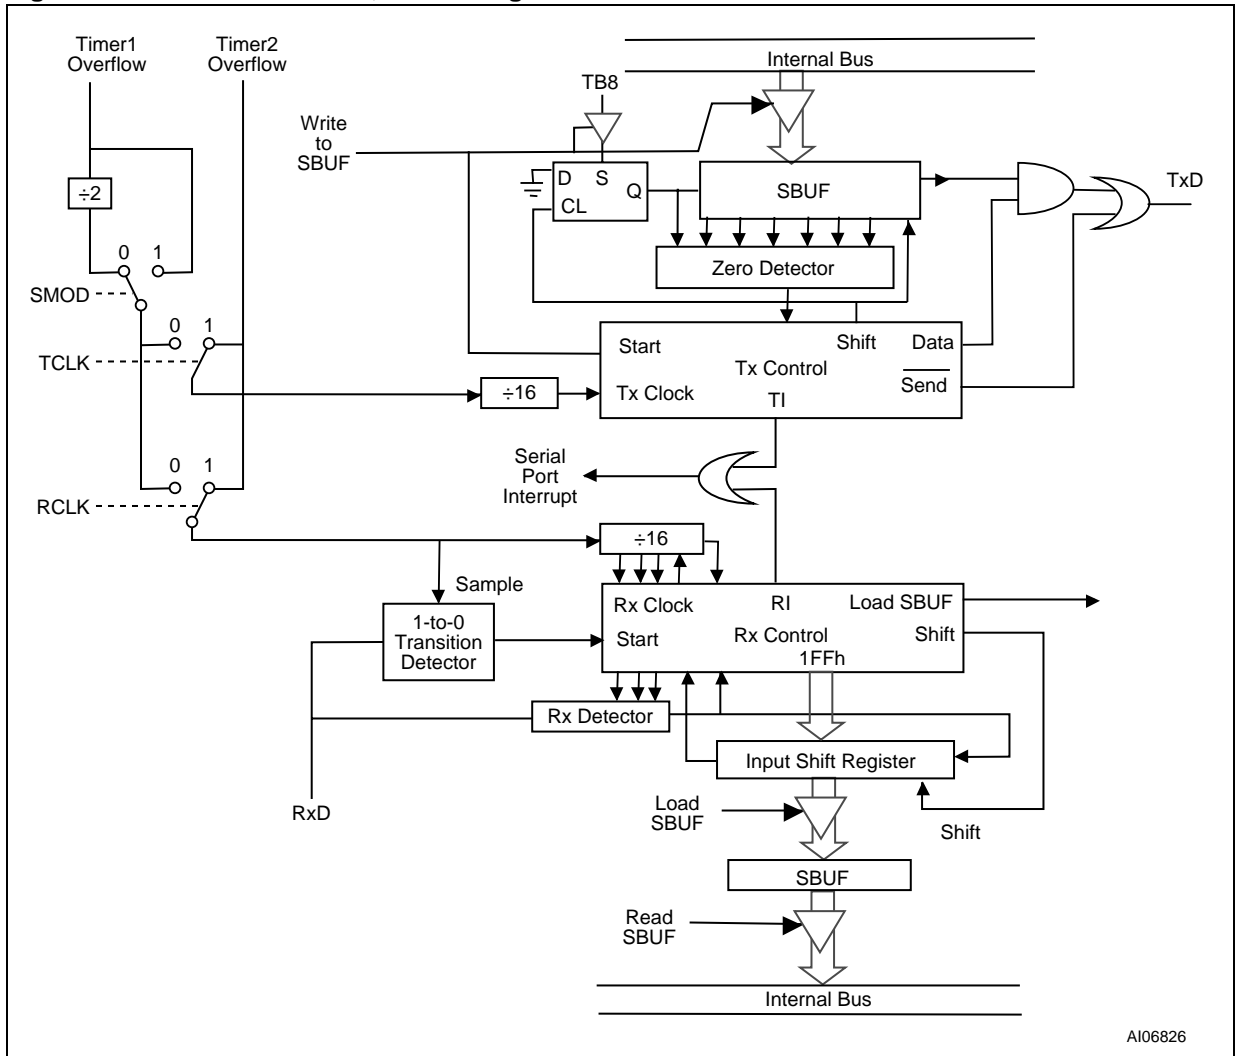 Timer1
Overflow
Timer2
Overflow
Internal Bus
TB8
Write
to
SBUF
÷2
D S
Q
CL
SBUF
TxD
Zero Detector
0 1
SMOD
0 1
TCLK
Start
Shift
Data
Tx Control
Send
÷16
Tx Clock
TI
Serial
Port
Interrupt
0 1
RCLK
÷16
Sample
Rx Clock
RI
Load SBUF
1-to-0
Transition
Detector
Start
Rx Control
Shift
1FFh
Rx Detector
Input Shift Register
RxD
Load
SBUF
Shift
SBUF
Read
SBUF
Internal Bus
AI06826